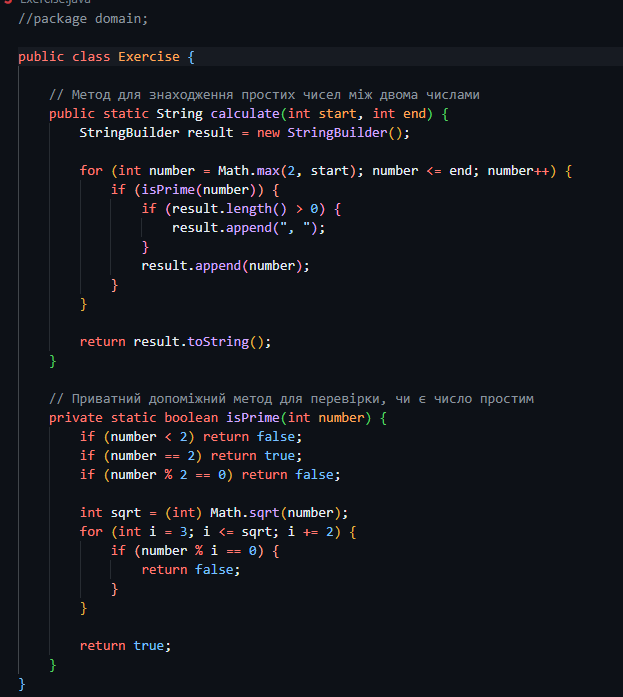 Exercise.java
//package domain;
public class Exercise {
// Метод для знаходження простих чисел між двома числами
public static String calculate(int start, int end) {
StringBuilder result = new StringBuilder();
for (int number = Math.max(2, start); number <= end; number++) {
if (isPrime(number)) {
if (result.length() > 0) {
result.append(", ");
}
result.append(number);
}
}
return result.toString();
}
// Приватний допоміжний метод для перевірки, чи є число простим
private static boolean isPrime(int number) {
if (number < 2) return false;
if (number == 2) return true;
if (number % 2 == 0) return false;
int sqrt = (int) Math.sqrt(number);
for (int i = 3; i <= sqrt; i += 2) {
if (number % i == 0) {
return false;
}
}
return true;
}
}